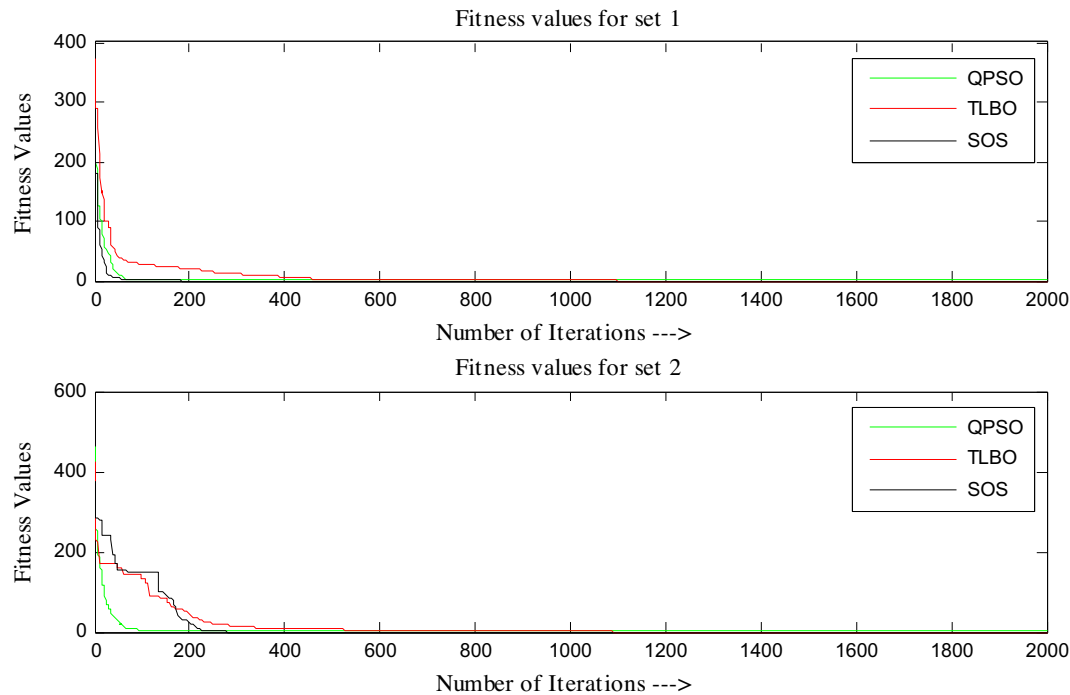 Fitness values for set 1
400
300
200
100
0
Fitness Values
QPSO
TLBO
SOS
0 200 400 600 800 1000 1200 1400 1600 1800 2000
Number of Iterations --->
Fitness values for set 2
600
400
200
0
Fitness Values
QPSO
TLBO
SOS
0 200 400 600 800 1000 1200 1400 1600 1800 2000
Number of Iterations --->